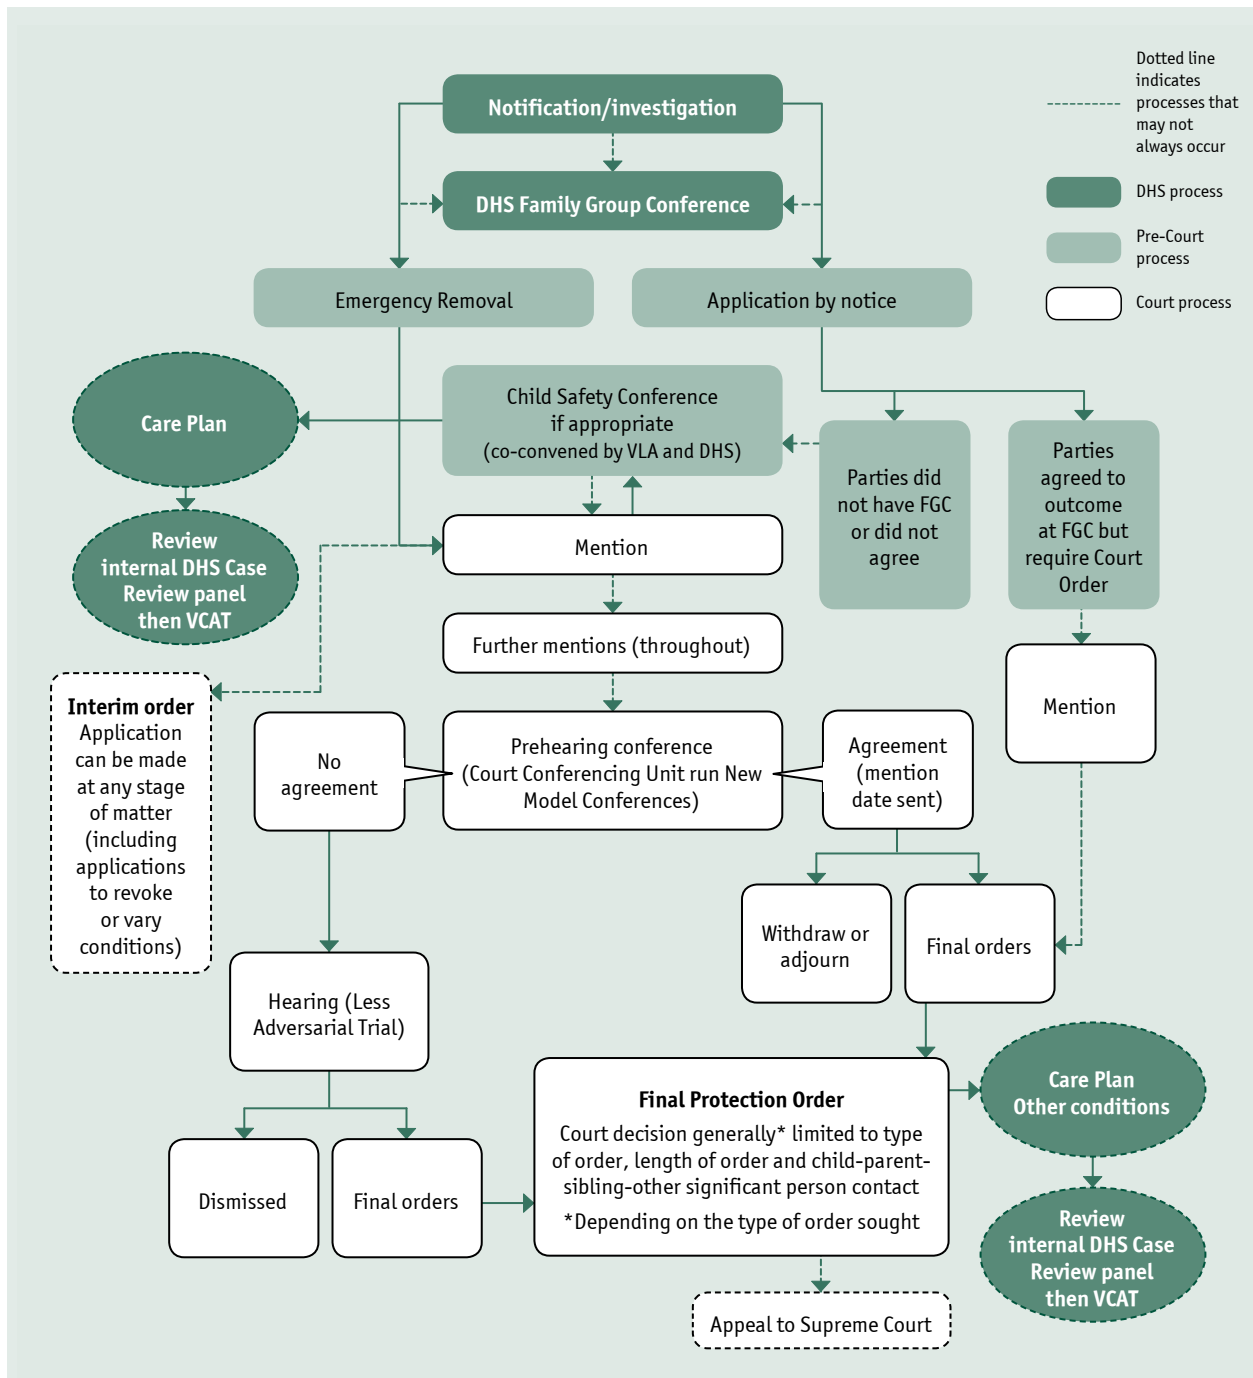 Dotted line
indicates
processes that
may not
always occur
DHS process
Pre-Court
process
Court process
Notification/investigation
DHS Family Group Conference
Emergency Removal
Application by notice
Child Safety Conference
if appropriate
(co-convened by VLA and DHS)
Care Plan
Parties did
not have FGC
or did not
agree
Parties
agreed to
outcome
at FGC but
require Court
Order
Review
internal DHS Case
Review panel
then VCAT
Mention
Further mentions (throughout)
Mention
Interim order
Application
can be made
at any stage
of matter
(including
applications
to revoke
or vary
conditions)
No
agreement
Prehearing conference
(Court Conferencing Unit run New
Model Conferences)
Agreement
(mention
date sent)
Withdraw or
adjourn
Final orders
Hearing (Less
Adversarial Trial)
Dismissed
Final orders
Final Protection Order
Court decision generally* limited to type
of order, length of order and child-parent-
sibling-other significant person contact
*Depending on the type of order sought
Care Plan
Other conditions
Review
internal DHS Case
Review panel
then VCAT
Appeal to Supreme Court